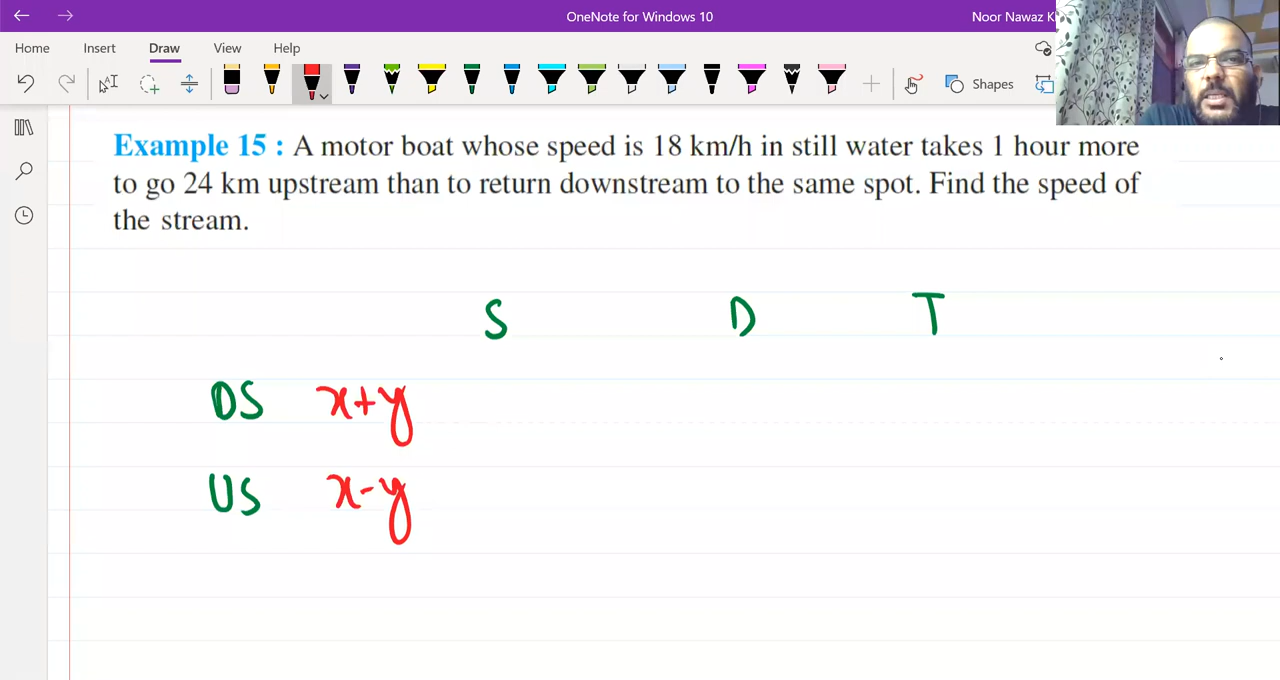 OneNote for Windows 10
Noor Nawaz K
Home Insert Draw View Help
Shapes
Example 15 : A motor boat whose speed is 18 km/h in still water takes 1 hour more
to go 24 km upstream than to return downstream to the same spot. Find the speed of
the stream.
S D T
DS x+y
US x-y